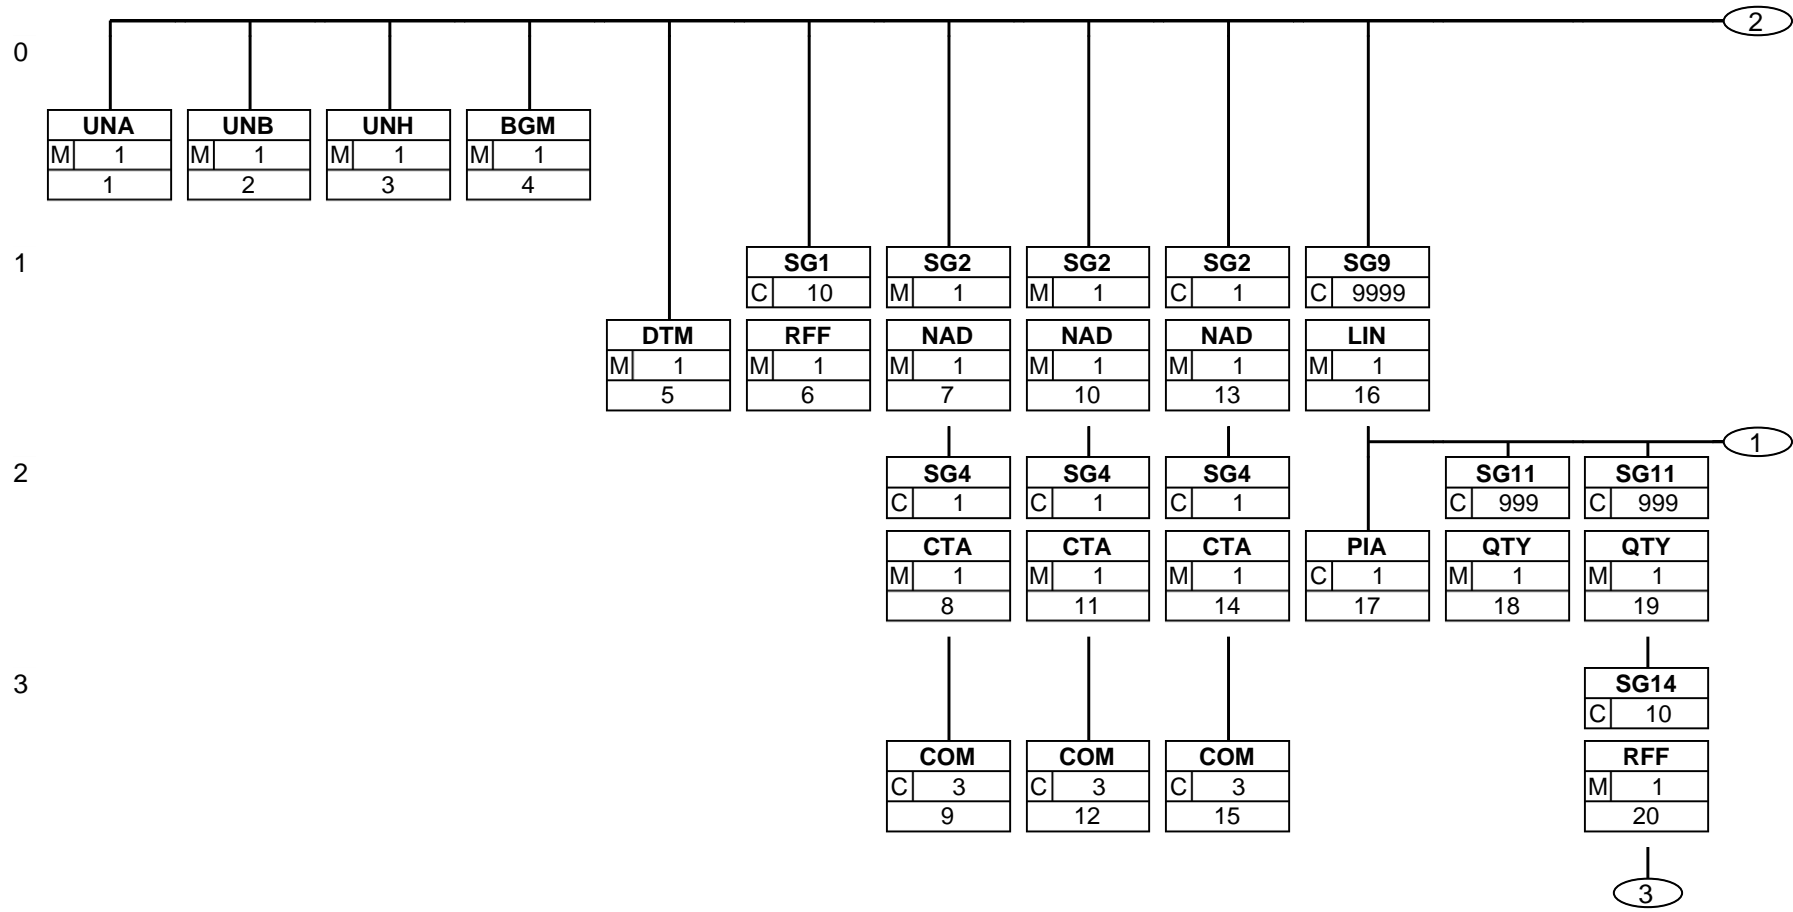 2
0
UNA UNB UNH BGM
M 1 M 1 M 1 M 1
1 2 3 4
1
SG1 SG2 SG2 SG2 SG9
C 10 M 1 M 1 C 1 C 9999
DTM RFF NAD NAD NAD LIN
M 1 M 1 M 1 M 1 M 1 M 1
5 6 7 10 13 16
1
2
SG4 SG4 SG4 SG11 SG11
C 1 C 1 C 1 C 999 C 999
CTA CTA CTA PIA QTY QTY
M 1 M 1 M 1 C 1 M 1 M 1
8 11 14 17 18 19
3
SG14
C 10
COM COM COM RFF
C 3 C 3 C 3 M 1
9 12 15 20
3